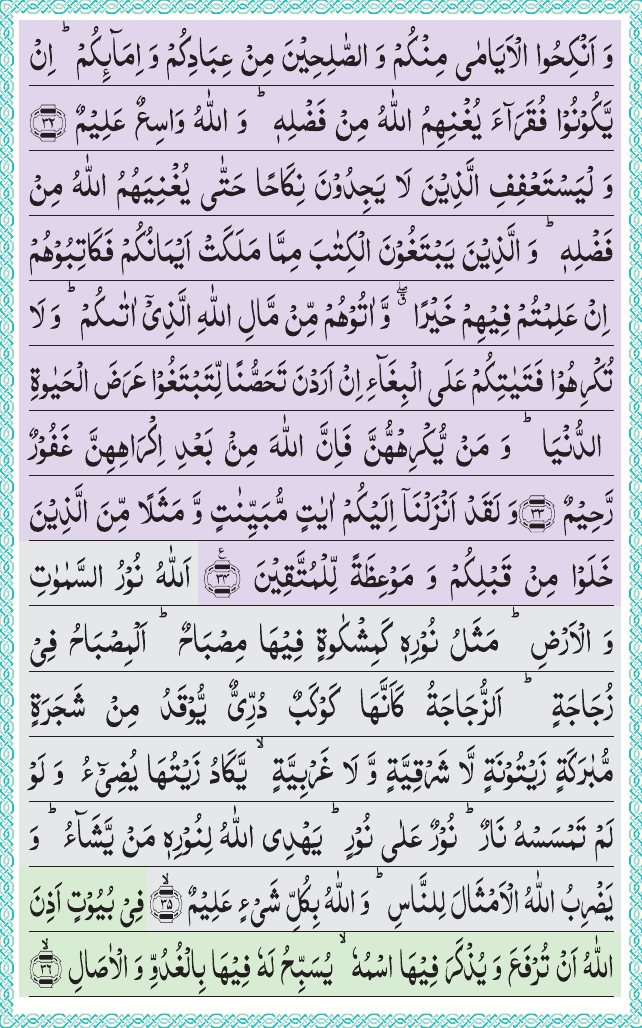 وَ اَنْكِحُوا الْاَیَامٰى مِنْكُمْ وَ الصّٰلِحِیْنَ مِنْ عِبَادِكُمْ وَ اِمَآىِٕكُمْ ؕ اِنْ
یَّكُوْنُوْا فُقَرَآءَ یُغْنِهِمُ اللّٰهُ مِنْ فَضْلِهٖ ؕ وَ اللّٰهُ وَاسِعٌ عَلِیْمٌ ﴿۳۲﴾
وَ لْیَسْتَعْفِفِ الَّذِیْنَ لَا یَجِدُوْنَ نِكَاحًا حَتّٰى یُغْنِیَهُمُ اللّٰهُ مِنْ
فَضْلِهٖ ؕ وَ الَّذِیْنَ یَبْتَغُوْنَ الْكِتٰبَ مِمَّا مَلَكَتْ اَیْمَانُكُمْ فَكَاتِبُوْهُمْ
اِنْ عَلِمْتُمْ فِیْهِمْ خَیْرًا ۖۗ وَّ اٰتُوْهُمْ مِّنْ مَّالِ اللّٰهِ الَّذِیْۤ اٰتٰىكُمْ ؕ وَ لَا
تُكْرِهُوْا فَتَیٰتِكُمْ عَلَى الْبِغَآءِ اِنْ اَرَدْنَ تَحَصُّنًا لِّتَبْتَغُوْا عَرَضَ الْحَیٰوةِ
الدُّنْیَا ؕ وَ مَنْ یُّكْرِهْهُّنَّ فَاِنَّ اللّٰهَ مِنْۢ بَعْدِ اِكْرَاهِهِنَّ غَفُوْرٌ
رَّحِیْمٌ ﴿۳۳﴾ وَ لَقَدْ اَنْزَلْنَاۤ اِلَیْكُمْ اٰیٰتٍ مُّبَیِّنٰتٍ وَّ مَثَلًا مِّنَ الَّذِیْنَ
خَلَوْا مِنْ قَبْلِكُمْ وَ مَوْعِظَةً لِّلْمُتَّقِیْنَ ﴿۳۴﴾ ع اَللّٰهُ نُوْرُ السَّمٰوٰتِ
وَ الْاَرْضِ ؕ مَثَلُ نُوْرِهٖ كَمِشْكٰوةٍ فِیْهَا مِصْبَاحٌ ؕ اَلْمِصْبَاحُ فِیْ
زُجَاجَةٍ ؕ اَلزُّجَاجَةُ كَاَنَّهَا كَوْكَبٌ دُرِّیٌّ یُّوْقَدُ مِنْ شَجَرَةٍ
مُّبٰرَكَةٍ زَیْتُوْنَةٍ لَّا شَرْقِیَّةٍ وَّ لَا غَرْبِیَّةٍ ۙ یَّكَادُ زَیْتُهَا یُضِیْٓءُ وَ لَوْ
لَمْ تَمْسَسْهُ نَارٌ ؕ نُوْرٌ عَلٰى نُوْرٍ ؕ یَهْدِی اللّٰهُ لِنُوْرِهٖ مَنْ یَّشَآءُ ؕ وَ
یَضْرِبُ اللّٰهُ الْاَمْثَالَ لِلنَّاسِ ؕ وَ اللّٰهُ بِكُلِّ شَیْءٍ عَلِیْمٌ ﴿۳۵﴾ۙ فِیْ بُیُوْتٍ اَذِنَ
اللّٰهُ اَنْ تُرْفَعَ وَ یُذْكَرَ فِیْهَا اسْمُهٗ ۙ یُسَبِّحُ لَهٗ فِیْهَا بِالْغُدُوِّ وَ الْاٰصَالِ ﴿۳۶﴾ۙ